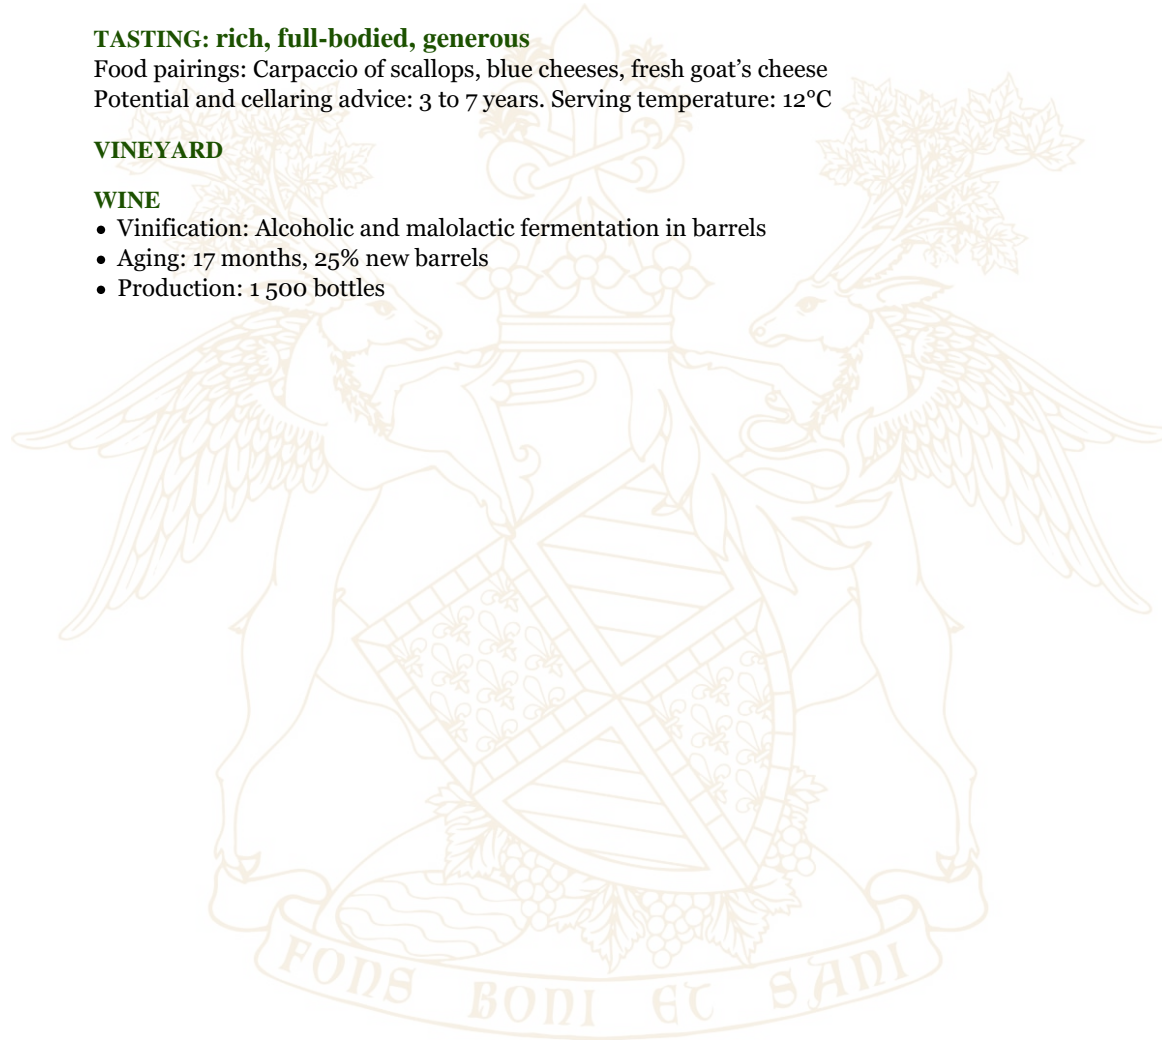 TASTING: rich, full-bodied, generous
Food pairings: Carpaccio of scallops, blue cheeses, fresh goat’s cheese
Potential and cellaring advice: 3 to 7 years. Serving temperature: 12°C
VINEYARD
WINE
• Vinification: Alcoholic and malolactic fermentation in barrels
• Aging: 17 months, 25% new barrels
• Production: 1 500 bottles
FONS BONI ET SANI